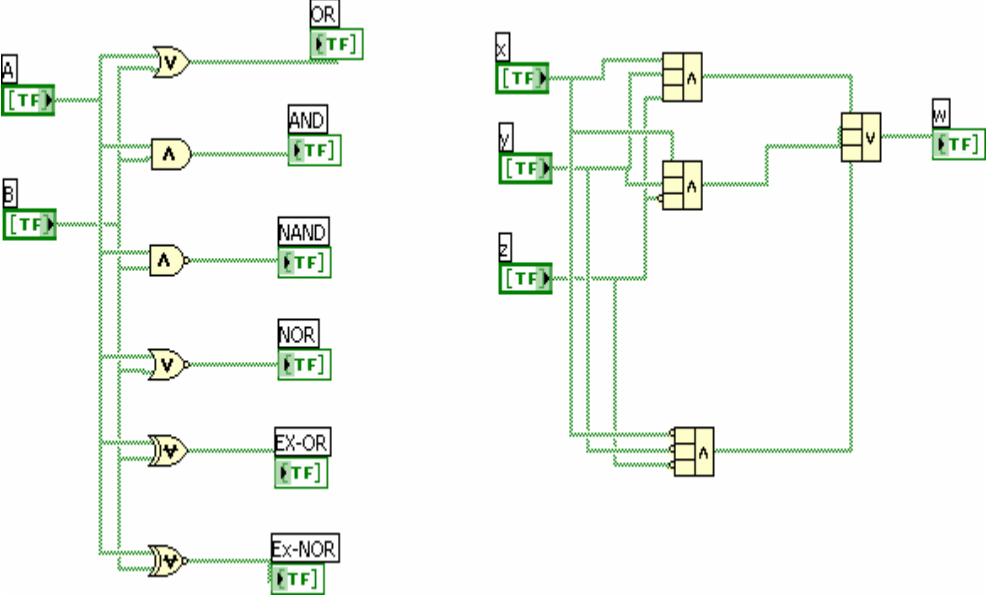 OR
[TF]
A
[TF]
AND
[TF]
B
[TF]
NAND
[TF]
NOR
[TF]
EX-OR
[TF]
Ex-NOR
[TF]
x
[TF]
y
[TF]
z
[TF]
w
[TF]